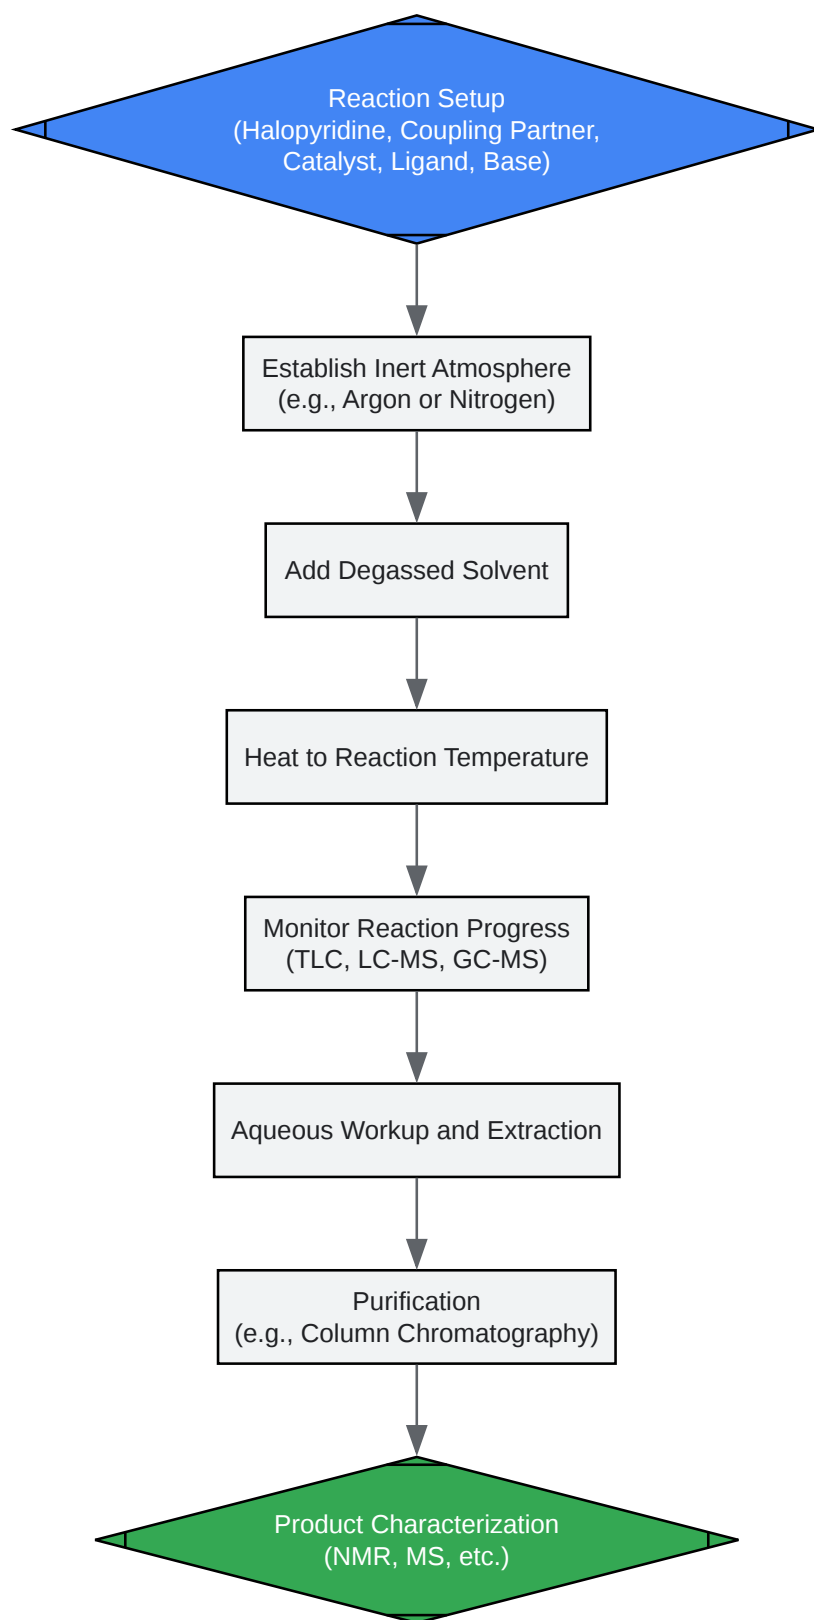 Reaction Setup
(Halopyridine, Coupling Partner,
Catalyst, Ligand, Base)
Establish Inert Atmosphere
(e.g., Argon or Nitrogen)
Add Degassed Solvent
Heat to Reaction Temperature
Monitor Reaction Progress
(TLC, LC-MS, GC-MS)
Aqueous Workup and Extraction
Purification
(e.g., Column Chromatography)
Product Characterization
(NMR, MS, etc.)